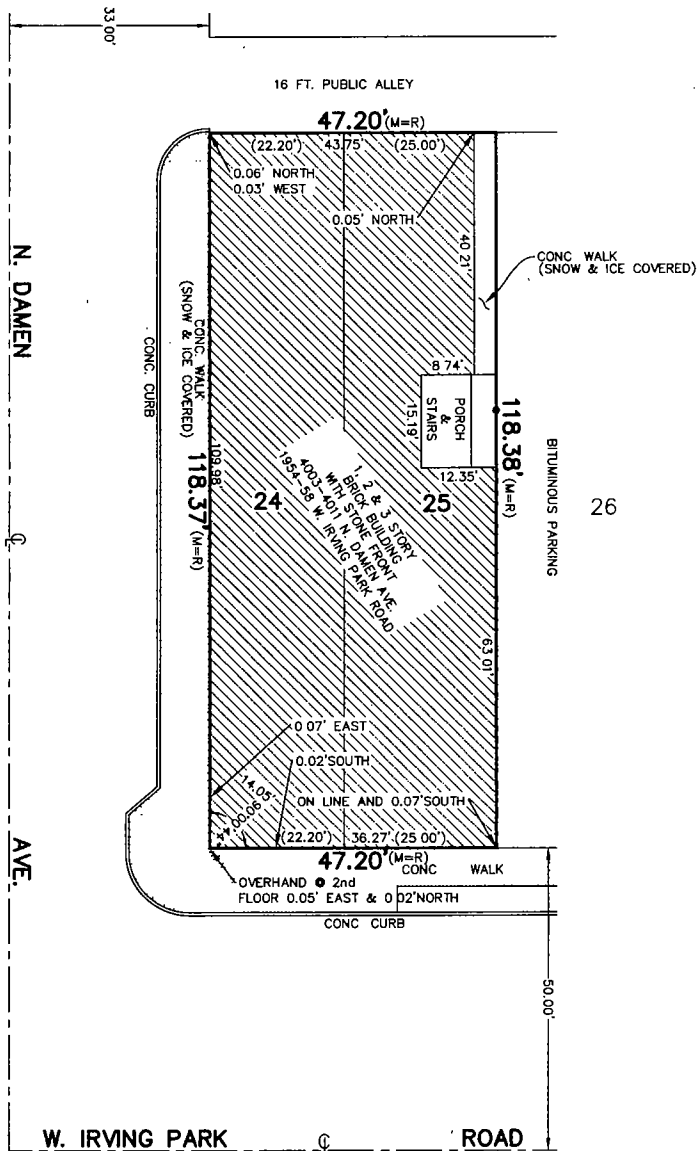 33.00'
16 FT. PUBLIC ALLEY
47.20' (M=R)
(22.20') 43.75' (25.00')
0.06' NORTH
0.03' WEST
0.05' NORTH
40 21'
CONC WALK
(SNOW & ICE COVERED)
N. DAMEN
AVE.
CONC. CURB
CONC. WALK
(SNOW & ICE COVERED)
109.98'
118.37' (M=R)
8 74'
PORCH
&
STAIRS
15.19'
12.35'
118.38' (M=R)
BITUMINOUS PARKING
26
24
25
1, 2 & 3 STORY
BRICK BUILDING
WITH STONE FRONT
4003-4011 N. DAMEN AVE.
1954-58 W. IRVING PARK ROAD
63 01'
0 07' EAST
0.02' SOUTH
14.05'
ON LINE AND 0.07' SOUTH
(22.20') 36.27' (25 00')
47.20' (M=R)
CONC WALK
OVERHAND @ 2nd
FLOOR 0.05' EAST & 0 02' NORTH
CONC CURB
50.00'
W. IRVING PARK ROAD